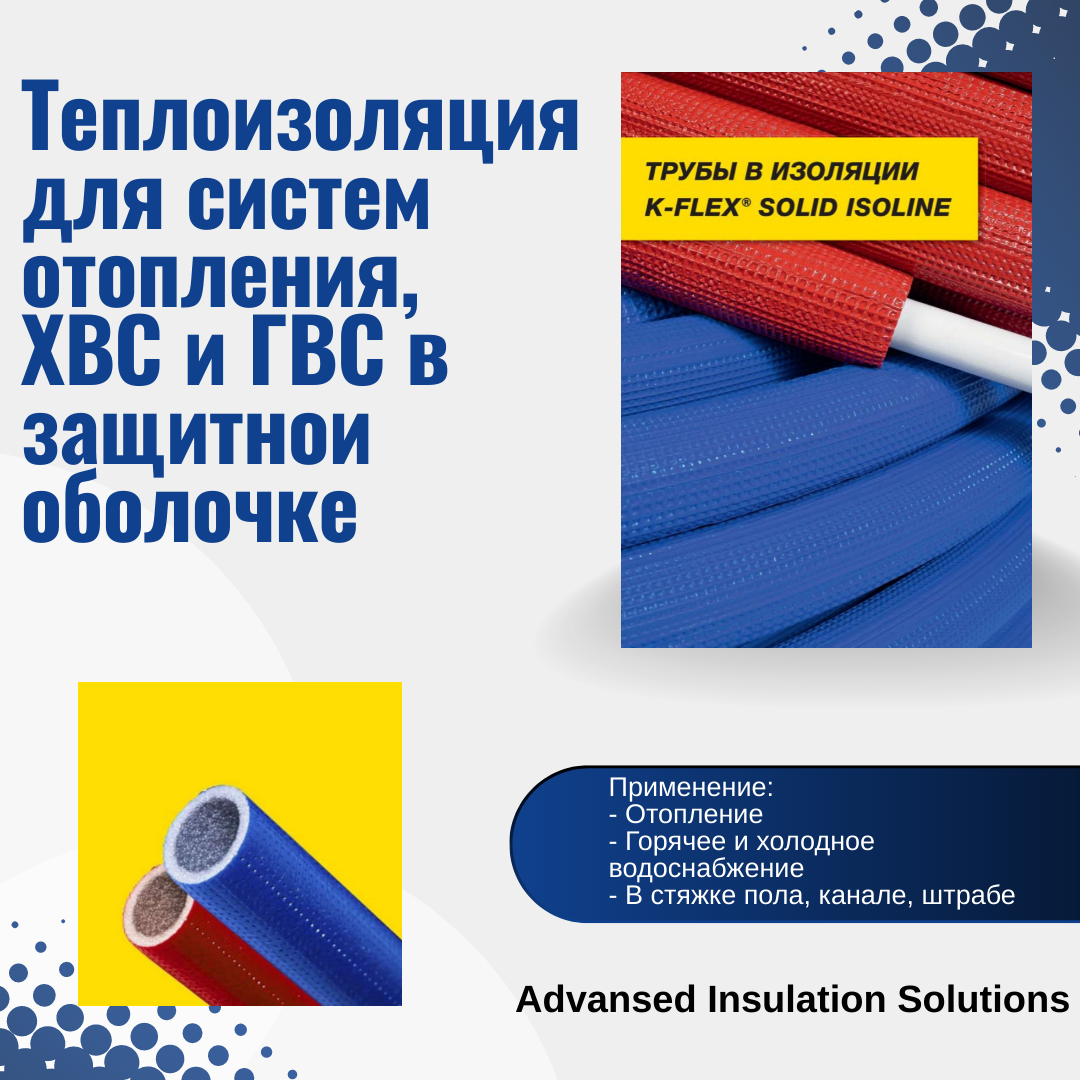 Теплоизоляция
для систем
отопления,
ХВС и ГВС в
защитной
оболочке
ТРУБЫ В ИЗОЛЯЦИИ
K-FLEX® SOLID ISOLINE
Применение:
- Отопление
- Горячее и холодное
водоснабжение
- В стяжке пола, канале, штрабе
Advansed Insulation Solutions